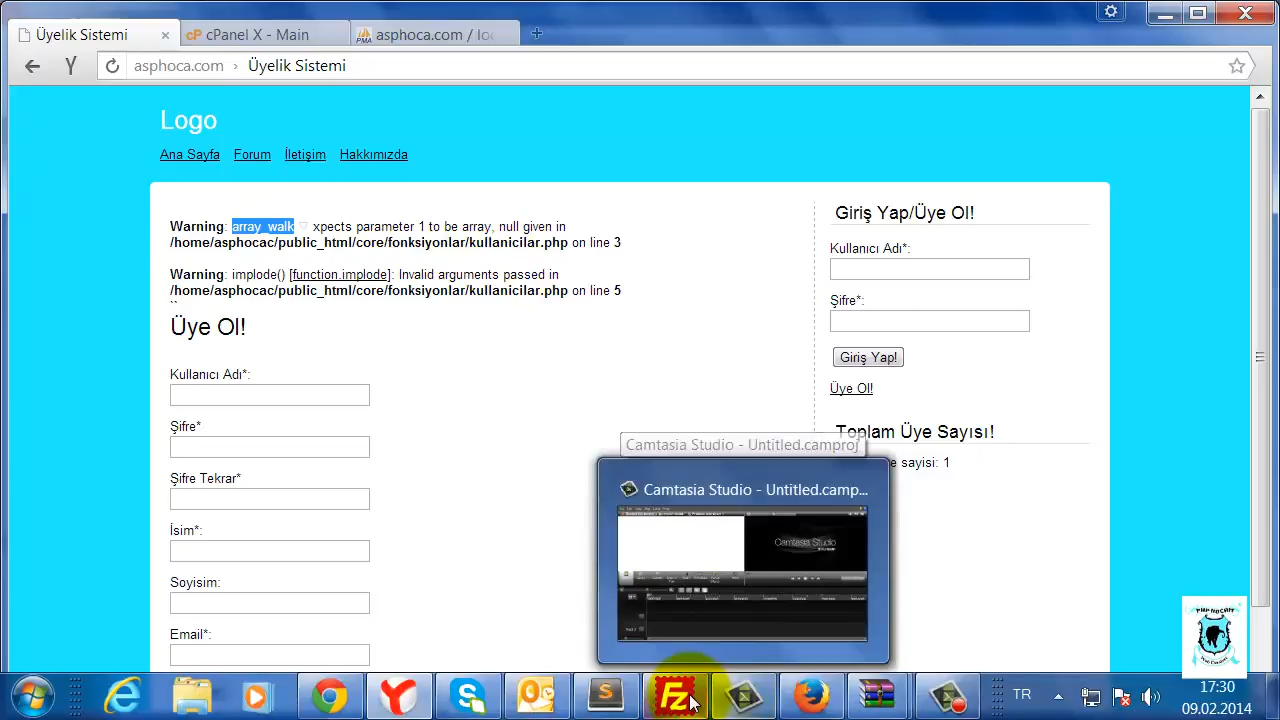 Üyelik Sistemi
cPanel X - Main
asphoca.com / loc
asphoca.com › Üyelik Sistemi
Logo
Ana Sayfa Forum İletişim Hakkımızda
Warning: array_walk xpects parameter 1 to be array, null given in
/home/asphocac/public_html/core/fonksiyonlar/kullanicilar.php on line 3
Warning: implode() [function.implode]: Invalid arguments passed in
/home/asphocac/public_html/core/fonksiyonlar/kullanicilar.php on line 5
``
Üye Ol!
Kullanıcı Adı*:
Şifre*
Şifre Tekrar*
İsim*:
Soyisim:
Email*:
Giriş Yap/Üye Ol!
Kullanıcı Adı*:
Şifre*:
Giriş Yap!
Üye Ol!
Toplam Üye Sayısı!
e sayisi: 1
Camtasia Studio - Untitled.camproj
Camtasia Studio - Untitled.camp...
Camtasia Studio
TR
17:30
09.02.2014